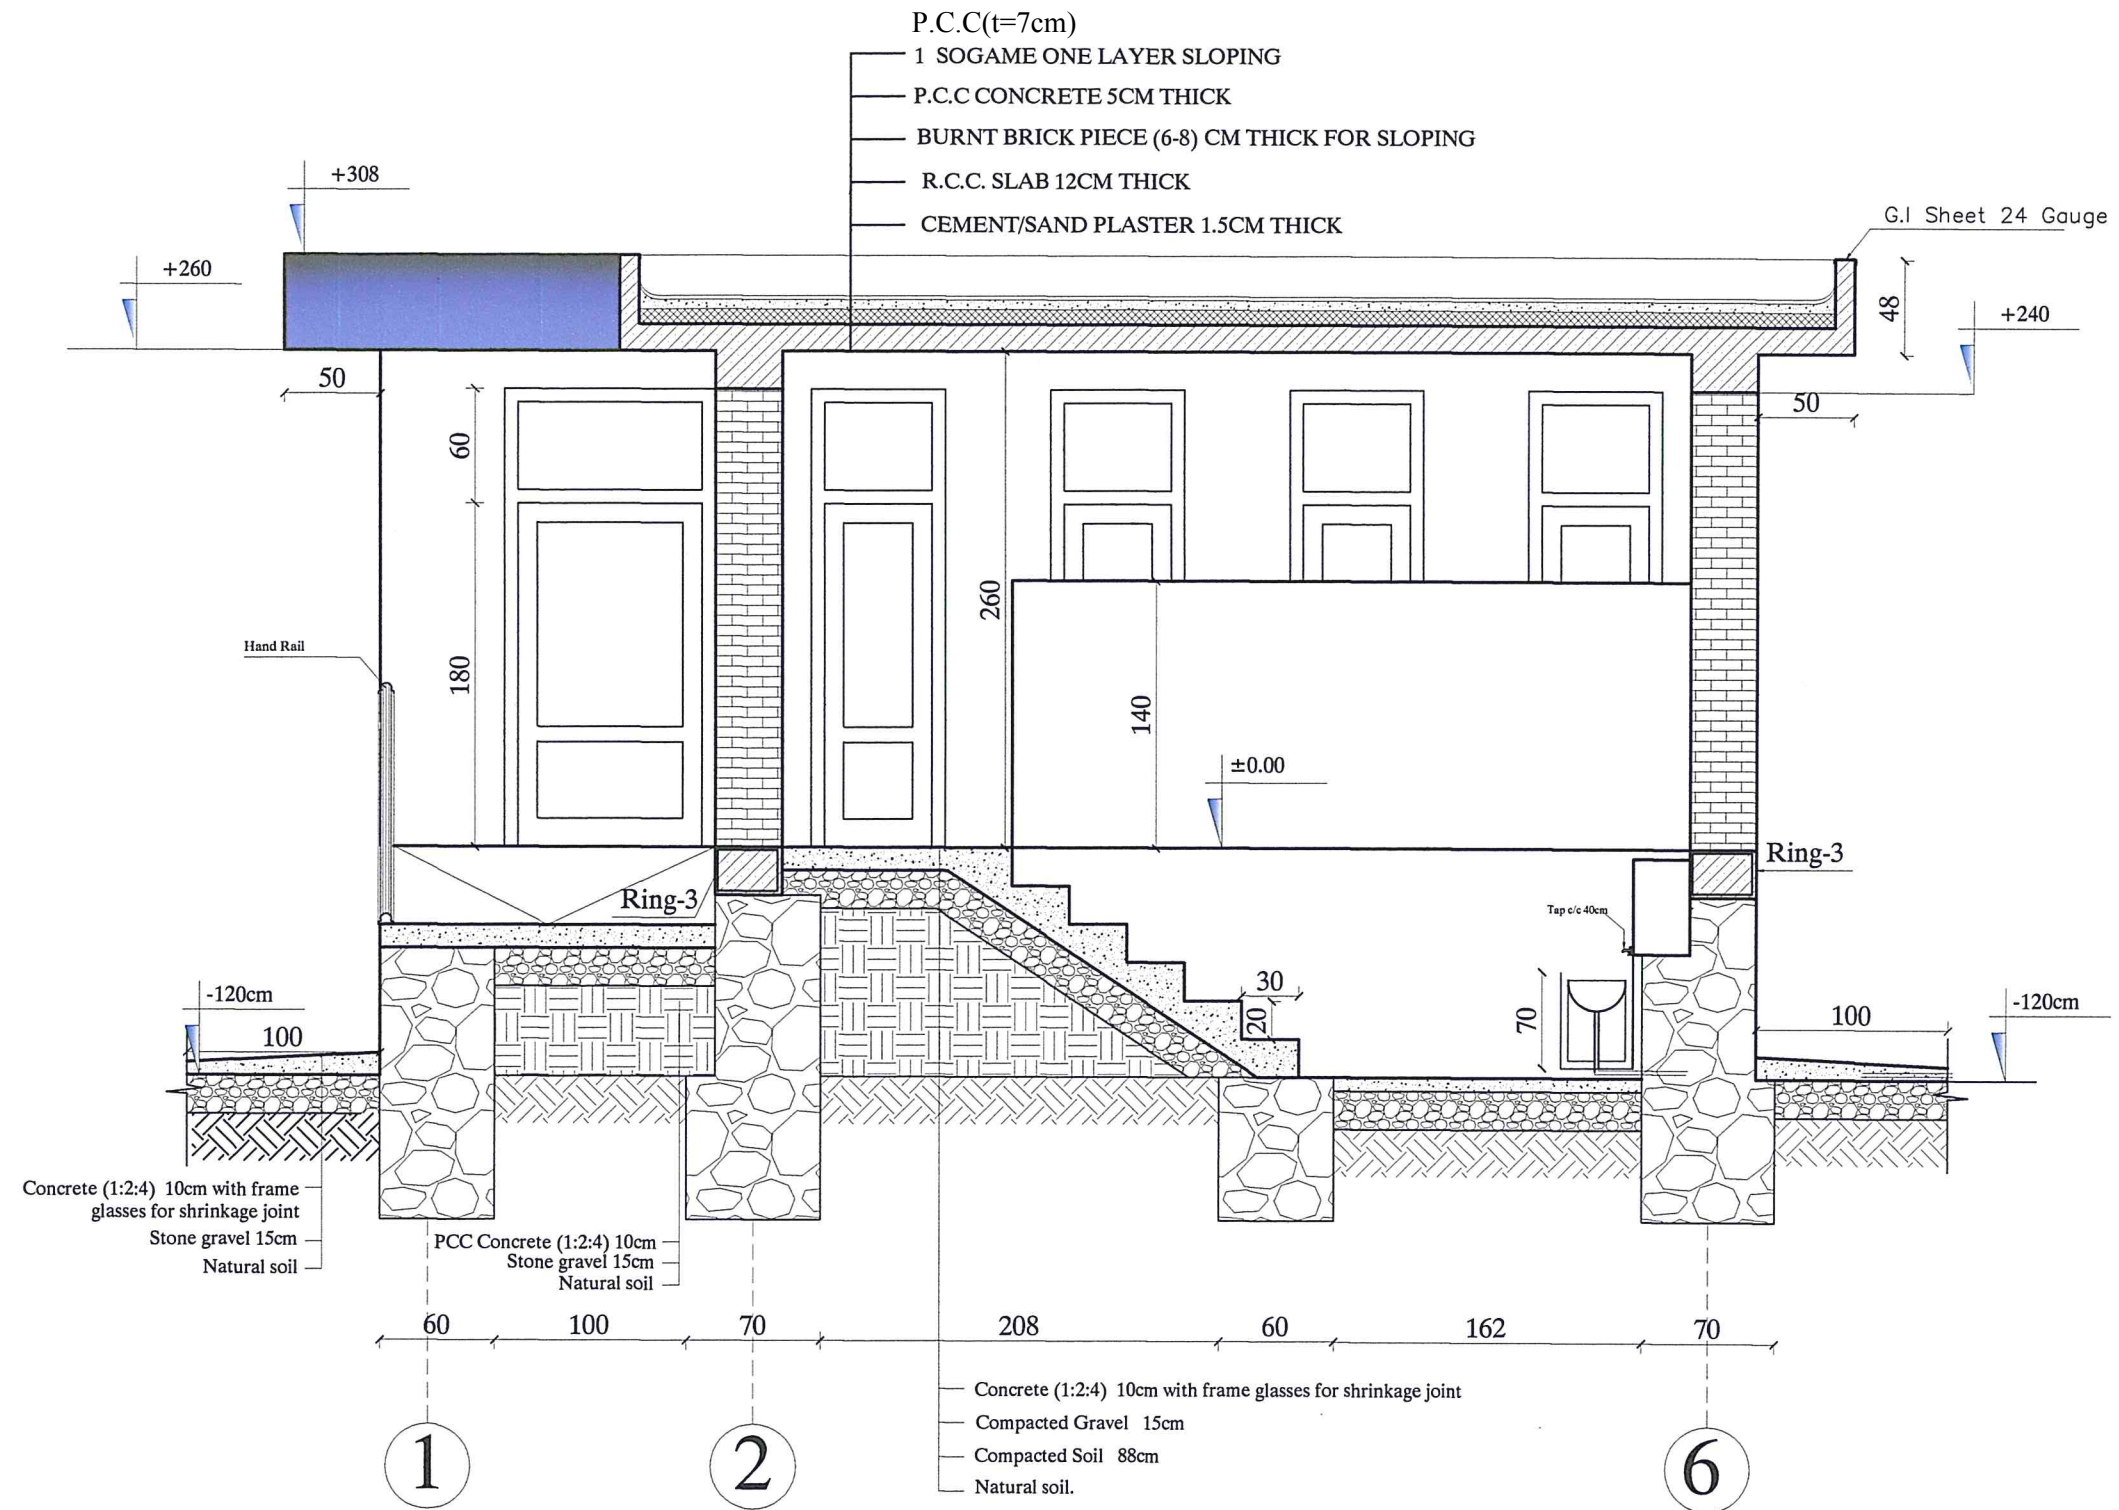 P.C.C(t=7cm)
1 SOGAME ONE LAYER SLOPING
P.C.C CONCRETE 5CM THICK
BURNT BRICK PIECE (6-8) CM THICK FOR SLOPING
R.C.C. SLAB 12CM THICK
CEMENT/SAND PLASTER 1.5CM THICK
+308
G.I Sheet 24 Gauge
+260
48
+240
50
50
60
260
Hand Rail
180
140
±0.00
Ring-3
Ring-3
Tap c/c 40cm
-120cm
30
20
70
-120cm
100
100
Concrete (1:2:4) 10cm with frame
glasses for shrinkage joint
Stone gravel 15cm
Natural soil
PCC Concrete (1:2:4) 10cm
Stone gravel 15cm
Natural soil
60
100
70
208
60
162
70
Concrete (1:2:4) 10cm with frame glasses for shrinkage joint
Compacted Gravel 15cm
Compacted Soil 88cm
Natural soil.
1
2
6